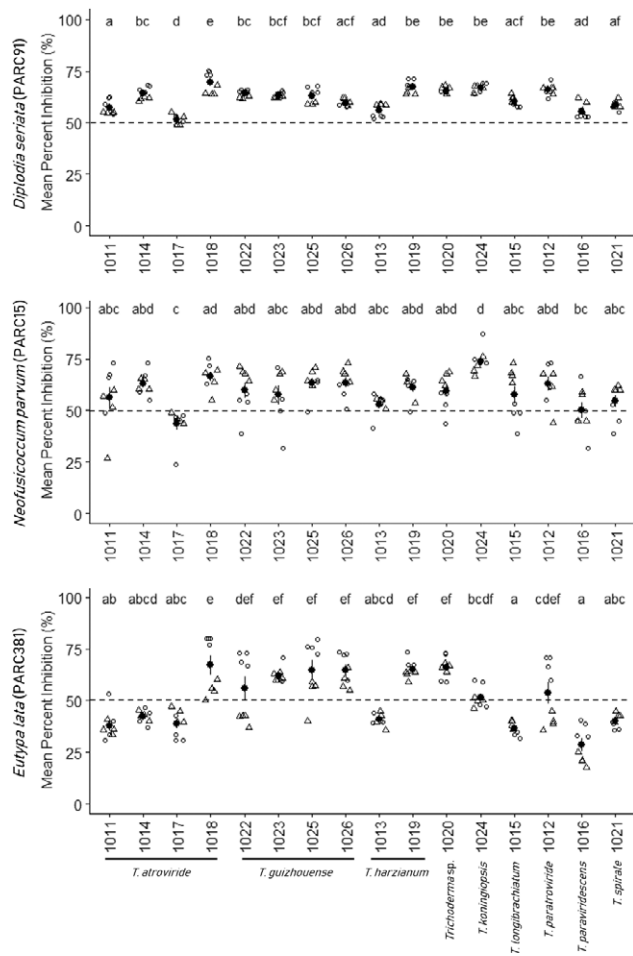 Diplodia seriata (PARC91)
Mean Percent Inhibition (%)
a bc d e bc bc bcf acf ad be be be acf be ad af
100
75
50
25
0
1011 1014 1017 1018 1022 1023 1025 1026 1013 1019 1020 1024 1015 1012 1016 1021
Neofusicoccum parvum (PARC15)
Mean Percent Inhibition (%)
abc abd c ad abd abc abd abd abc abd abd d abc abd bc abc
100
75
50
25
0
1011 1014 1017 1018 1022 1023 1025 1026 1013 1019 1020 1024 1015 1012 1016 1021
Eutypa lata (PARC381)
Mean Percent Inhibition (%)
ab abcd abc e def ef ef ef abcd ef ef bcdf a cdef a abc
100
75
50
25
0
1011 1014 1017 1018 1022 1023 1025 1026 1013 1019 1020 1024 1015 1012 1016 1021
T. atroviride T. guizhouense T. harzianum Trichoderma sp. T. koningiopsis T. longibrachiatum T. paratroviride T. paraviridescens T. spirale